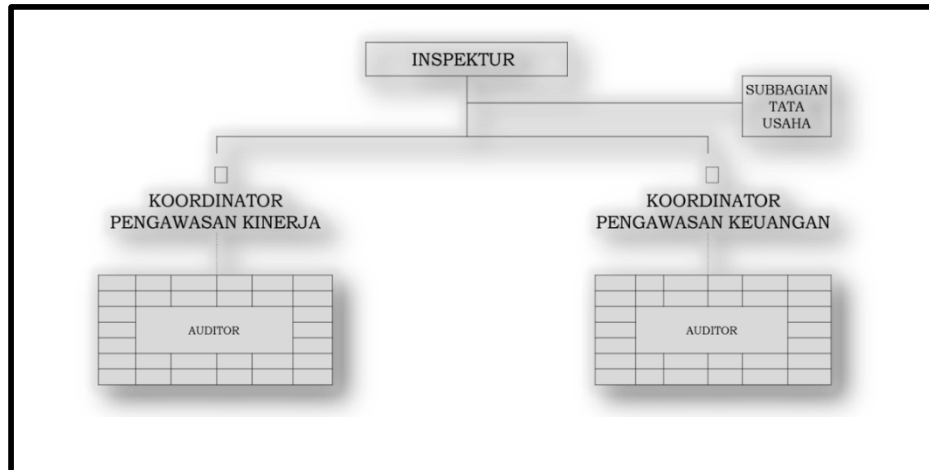 INSPEKTUR
SUBBAGIAN
TATA
USAHA
KOORDINATOR
PENGAWASAN KINERJA
KOORDINATOR
PENGAWASAN KEUANGAN
AUDITOR
AUDITOR